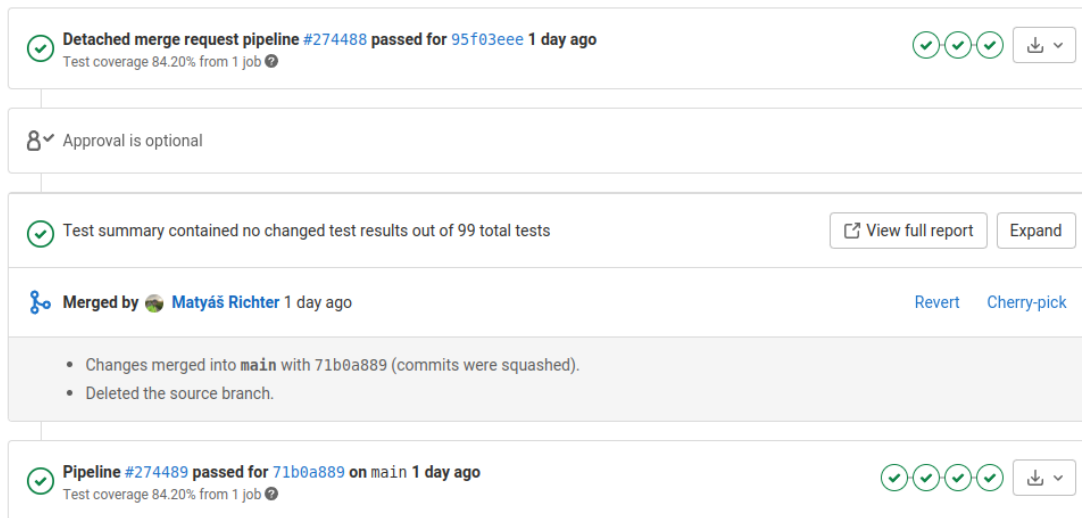 Detached merge request pipeline #274488 passed for 95f03eee 1 day ago
Test coverage 84.20% from 1 job
Approval is optional
Test summary contained no changed test results out of 99 total tests
View full report
Expand
Merged by Matyáš Richter 1 day ago
Revert
Cherry-pick
Changes merged into main with 71b0a889 (commits were squashed).
Deleted the source branch.
Pipeline #274489 passed for 71b0a889 on main 1 day ago
Test coverage 84.20% from 1 job